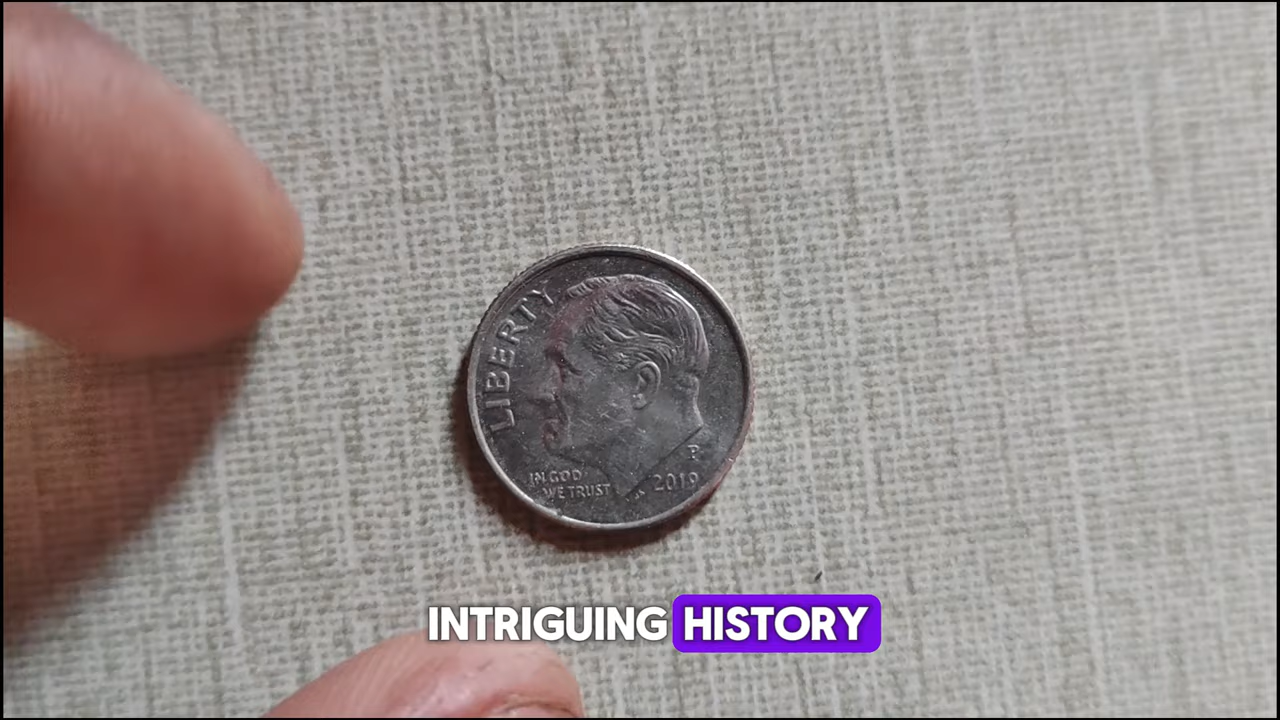 LIBERTY
IN GOD
WE TRUST
P
2019
INTRIGUING HISTORY